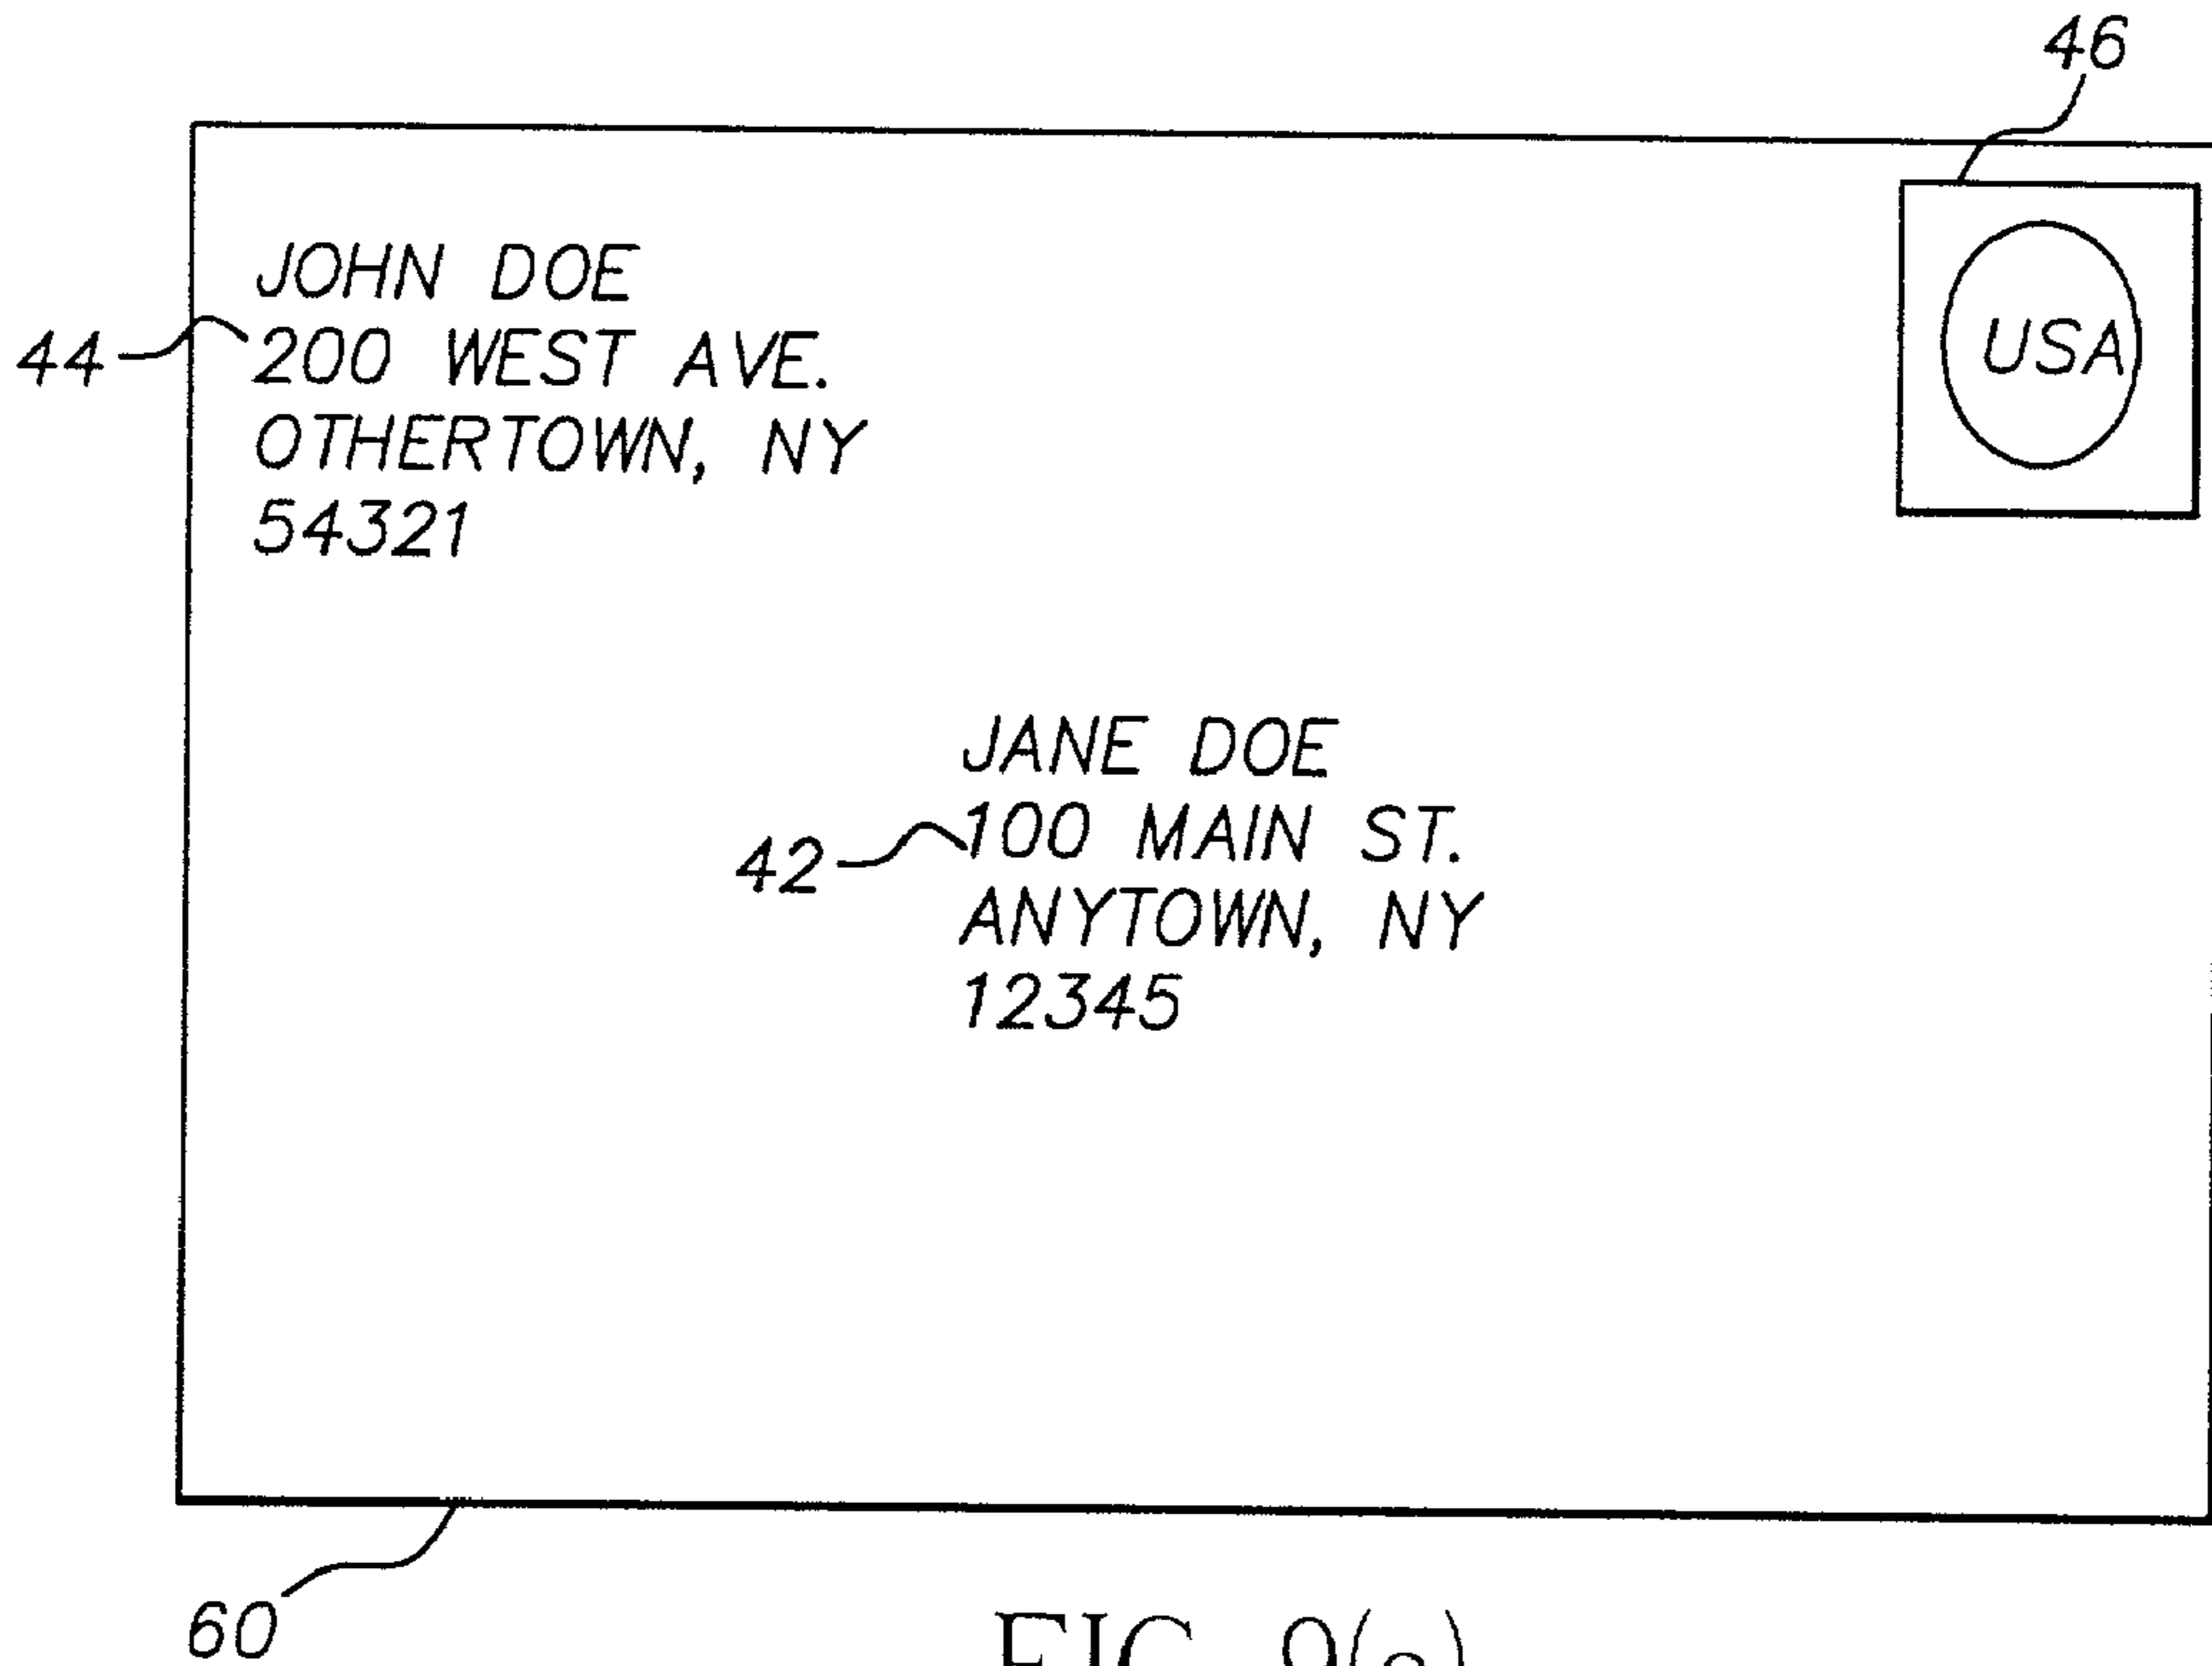 46
JOHN DOE
44 200 WEST AVE.
OTHERTOWN, NY
54321
USA
JANE DOE
42 100 MAIN ST.
ANYTOWN, NY
12345
60
FIG.